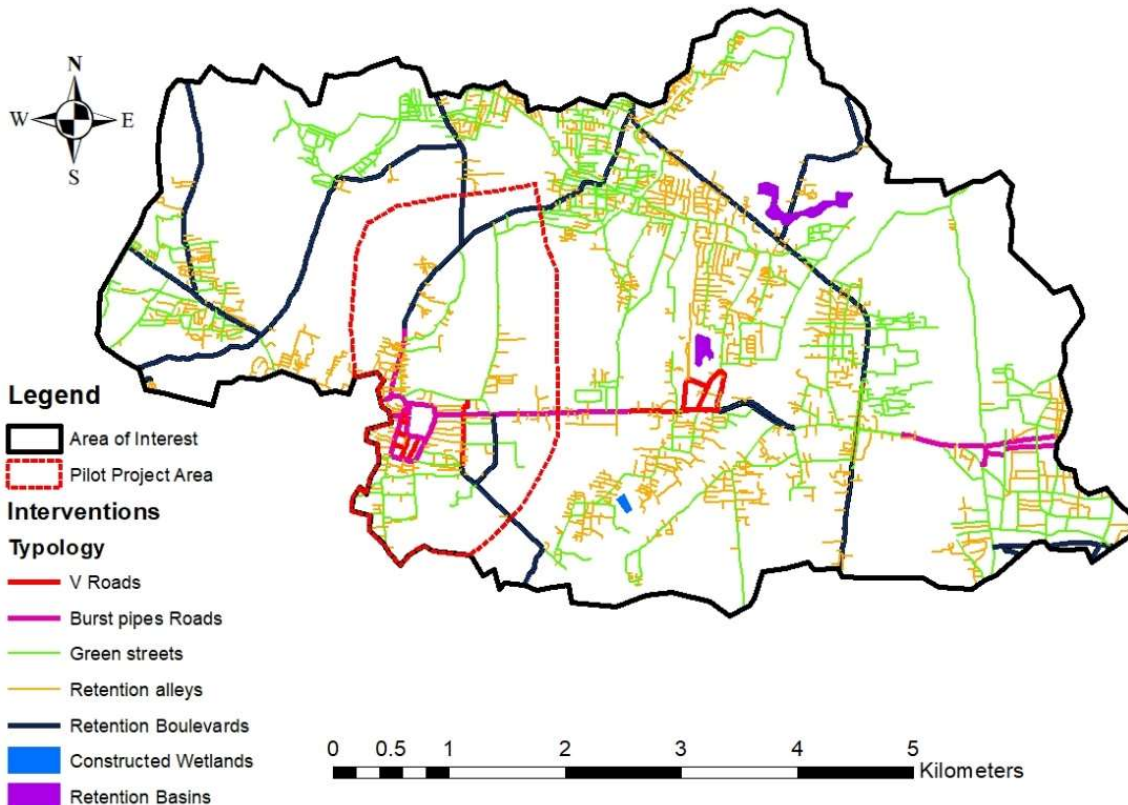 N
W E
S
Legend
Area of Interest
Pilot Project Area
Interventions
Typology
V Roads
Burst pipes Roads
Green streets
Retention alleys
Retention Boulevards
Constructed Wetlands
Retention Basins
0 0.5 1 2 3 4 5
Kilometers